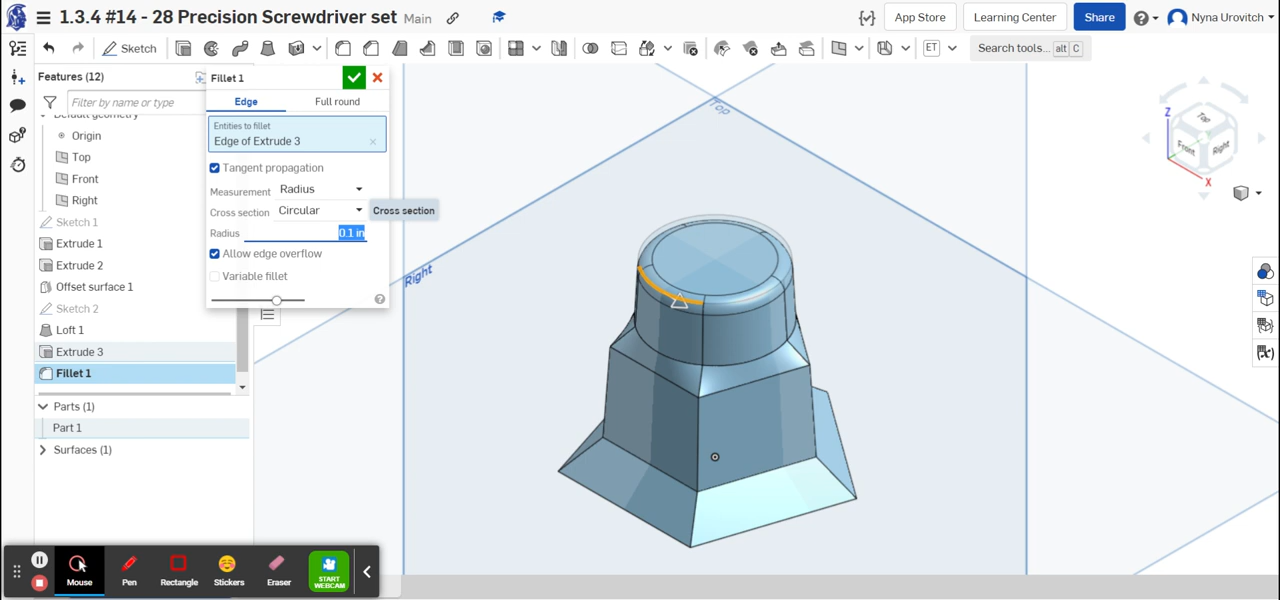 1.3.4 #14 - 28 Precision Screwdriver set Main
App Store
Learning Center
Share
Nyna Urovitch
Sketch
Search tools... alt C
Features (12)
Filter by name or type
Default geometry
Origin
Top
Front
Right
Sketch 1
Extrude 1
Extrude 2
Offset surface 1
Sketch 2
Loft 1
Extrude 3
Fillet 1
Parts (1)
Part 1
Surfaces (1)
Fillet 1
Edge Full round
Entities to fillet
Edge of Extrude 3
Tangent propagation
Measurement Radius
Cross section Circular
Cross section
Radius 0.1 in
Allow edge overflow
Variable fillet
Top
Right
Z
Top
Front
Right
X
ET
(x)
Mouse
Pen
Rectangle
Stickers
Eraser
START
WEBCAM